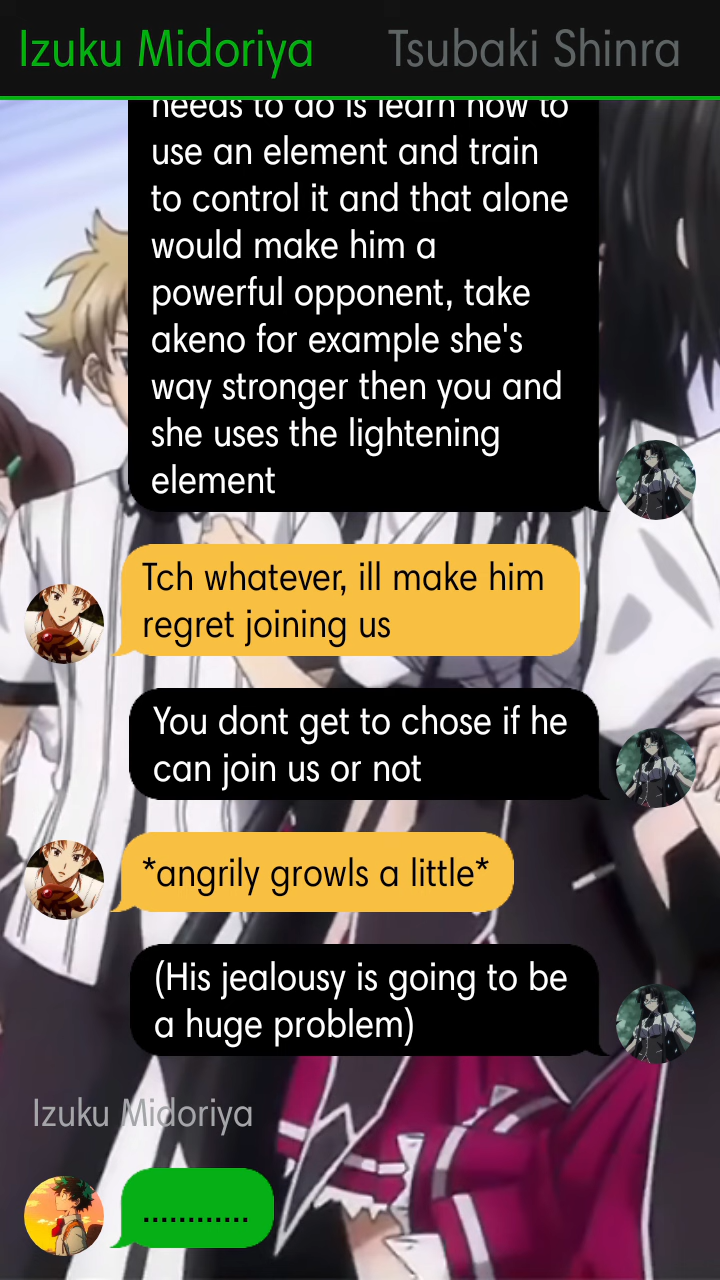 Izuku Midoriya Tsubaki Shinra
needs to do is learn how to
use an element and train
to control it and that alone
would make him a
powerful opponent, take
akeno for example she's
way stronger then you and
she uses the lightening
element
Tch whatever, ill make him
regret joining us
You dont get to chose if he
can join us or not
*angrily growls a little*
(His jealousy is going to be
a huge problem)
Izuku Midoriya
............